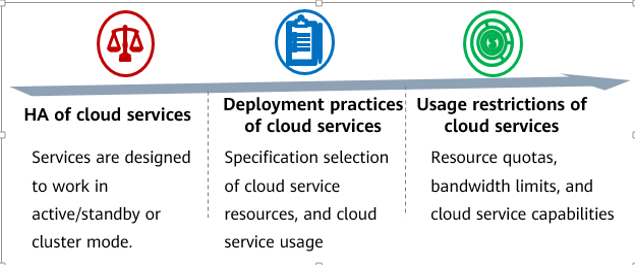 HA of cloud services
Services are designed
to work in
active/standby or
cluster mode.
Deployment practices
of cloud services
Specification selection
of cloud service
resources, and cloud
service usage
Usage restrictions of
cloud services
Resource quotas,
bandwidth limits, and
cloud service capabilities